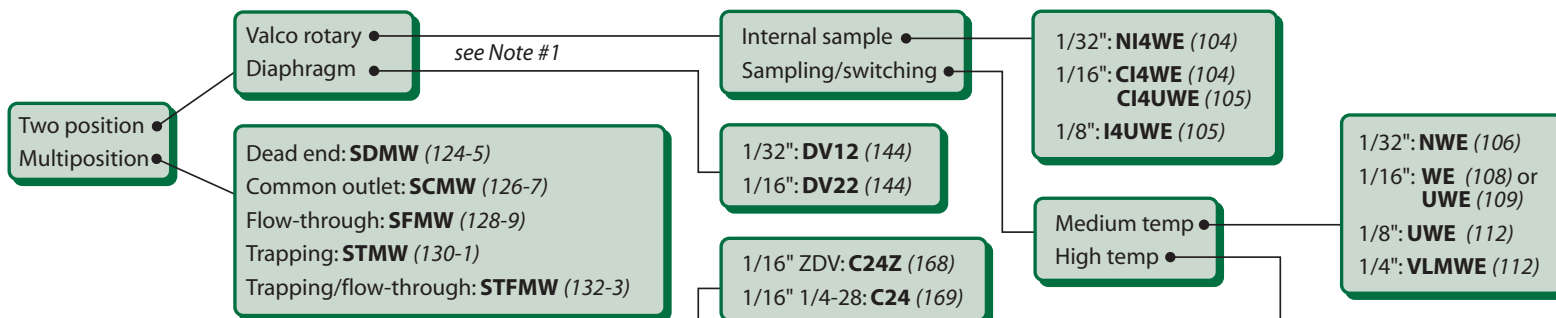 Two position
Multiposition
Valco rotary
Diaphragm
see Note #1
Dead end: SDMW (124-5)
Common outlet: SCMW (126-7)
Flow-through: SFMW (128-9)
Trapping: STMW (130-1)
Trapping/flow-through: STFMW (132-3)
Internal sample
Sampling/switching
1/32": DV12 (144)
1/16": DV22 (144)
1/16" ZDV: C24Z (168)
1/16" 1/4-28: C24 (169)
1/32": NI4WE (104)
1/16": CI4WE (104)
CI4UWE (105)
1/8": I4UWE (105)
Medium temp
High temp
1/32": NWE (106)
1/16": WE (108) or
UWE (109)
1/8": UWE (112)
1/4": VLMWE (112)